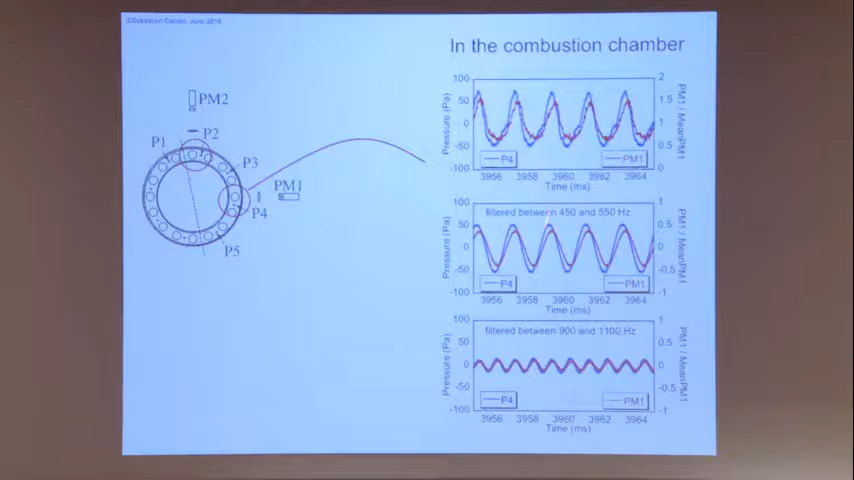 In the combustion chamber
PM2
P1
P2
P3
PM1
P4
P5
100
50
0
-50
-100
Pressure (Pa)
2
1.5
1
0.5
0
PM1 / MeanPM1
P4
PM1
3956 3958 3960 3962 3964
Time (ms)
filtered between 450 and 550 Hz
100
50
0
-50
-100
Pressure (Pa)
1
0.5
0
-0.5
-1
PM1 / MeanPM1
P4
PM1
3956 3958 3960 3962 3964
Time (ms)
filtered between 900 and 1100 Hz
100
50
0
-50
-100
Pressure (Pa)
1
0.5
0
-0.5
-1
PM1 / MeanPM1
P4
PM1
3956 3958 3960 3962 3964
Time (ms)